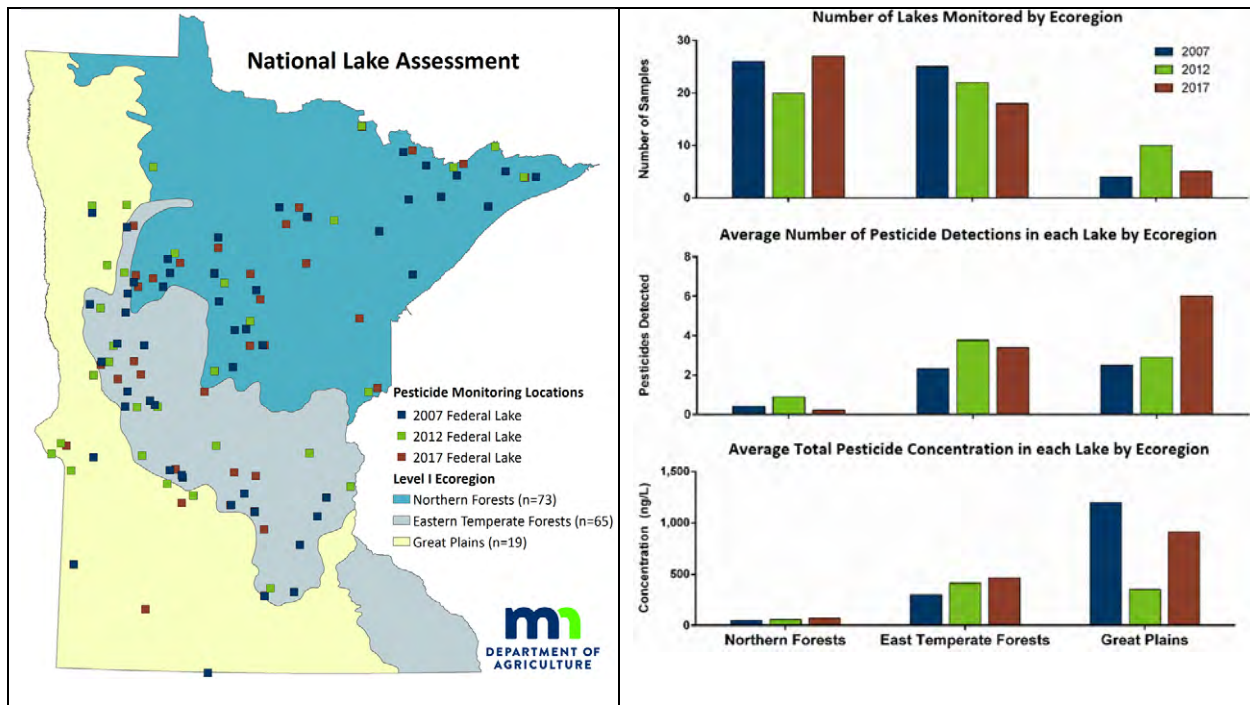 National Lake Assessment
Pesticide Monitoring Locations
2007 Federal Lake
2012 Federal Lake
2017 Federal Lake
Level I Ecoregion
Northern Forests (n=73)
Eastern Temperate Forests (n=65)
Great Plains (n=19)
mn
DEPARTMENT OF
AGRICULTURE
Number of Lakes Monitored by Ecoregion
Number of Samples
30
20
10
0
2007
2012
2017
Average Number of Pesticide Detections in each Lake by Ecoregion
Pesticides Detected
8
6
4
2
0
Average Total Pesticide Concentration in each Lake by Ecoregion
Concentration (ng/L)
1,500
1,000
500
0
Northern Forests
East Temperate Forests
Great Plains